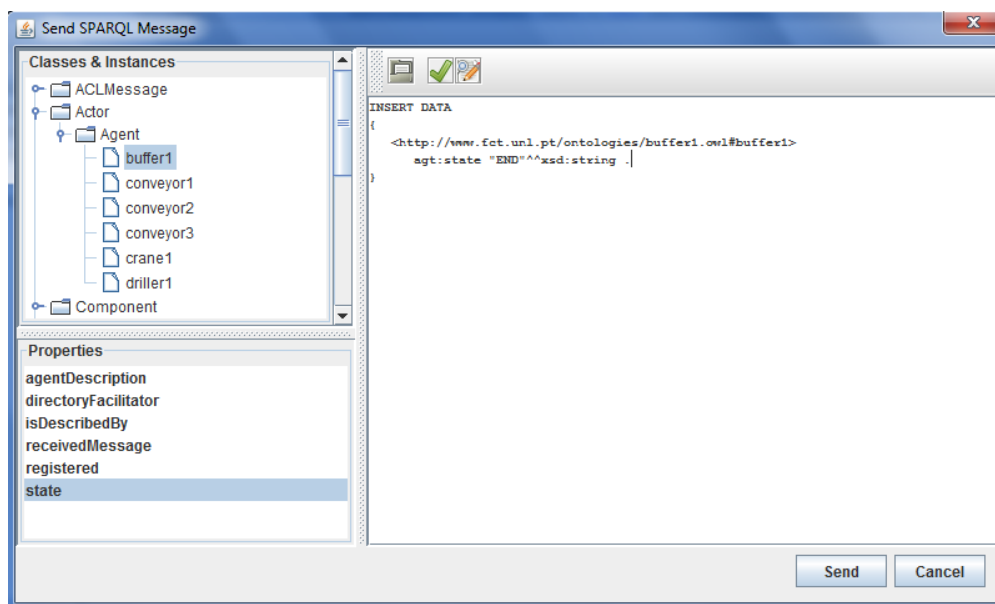 Send SPARQL Message
Classes & Instances
ACLMessage
Actor
Agent
buffer1
conveyor1
conveyor2
conveyor3
crane1
driller1
Component
Properties
agentDescription
directoryFacilitator
isDescribedBy
receivedMessage
registered
state
INSERT DATA
{
<http://www.fct.unl.pt/ontologies/buffer1.owl#buffer1>
agt:state "END"^^xsd:string .
}
Send
Cancel